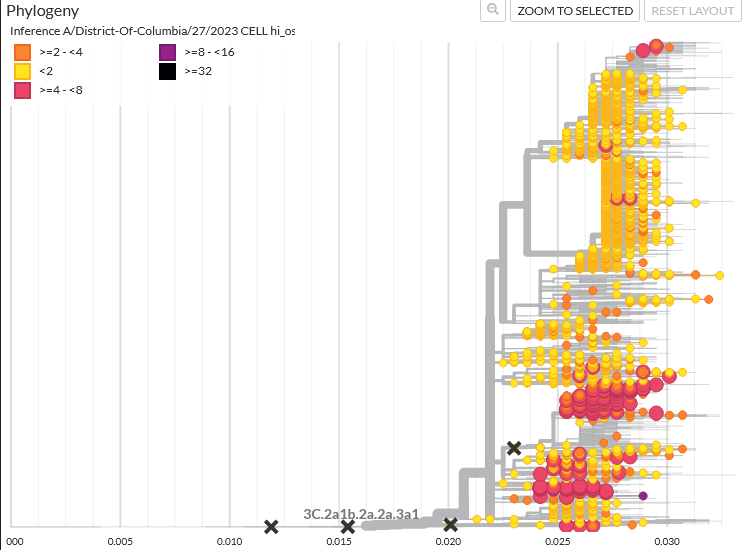 Phylogeny
ZOOM TO SELECTED
RESET LAYOUT
Inference A/District-Of-Columbia/27/2023 CELL hi_os
>=2 - <4
>=8 - <16
<2
>=32
>=4 - <8
3C.2a1b.2a.2a.3a1
000 0.005 0.010 0.015 0.020 0.025 0.030